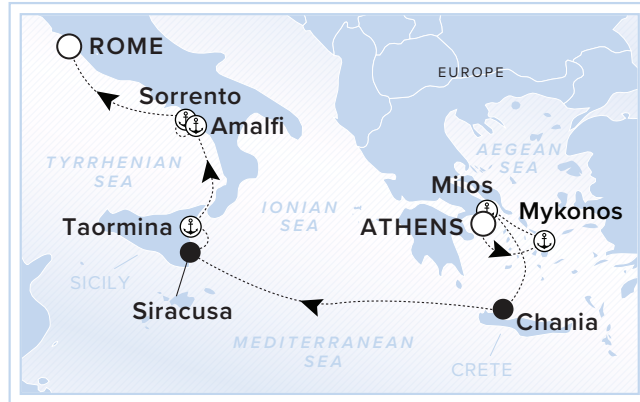 ROME
EUROPE
Sorrento
Amalfi
TYRRHENIAN
SEA
AEGEAN
SEA
Milos
Mykonos
IONIAN
SEA
ATHENS
Taormina
SICILY
Siracusa
Chania
MEDITERRANEAN
SEA
CRETE